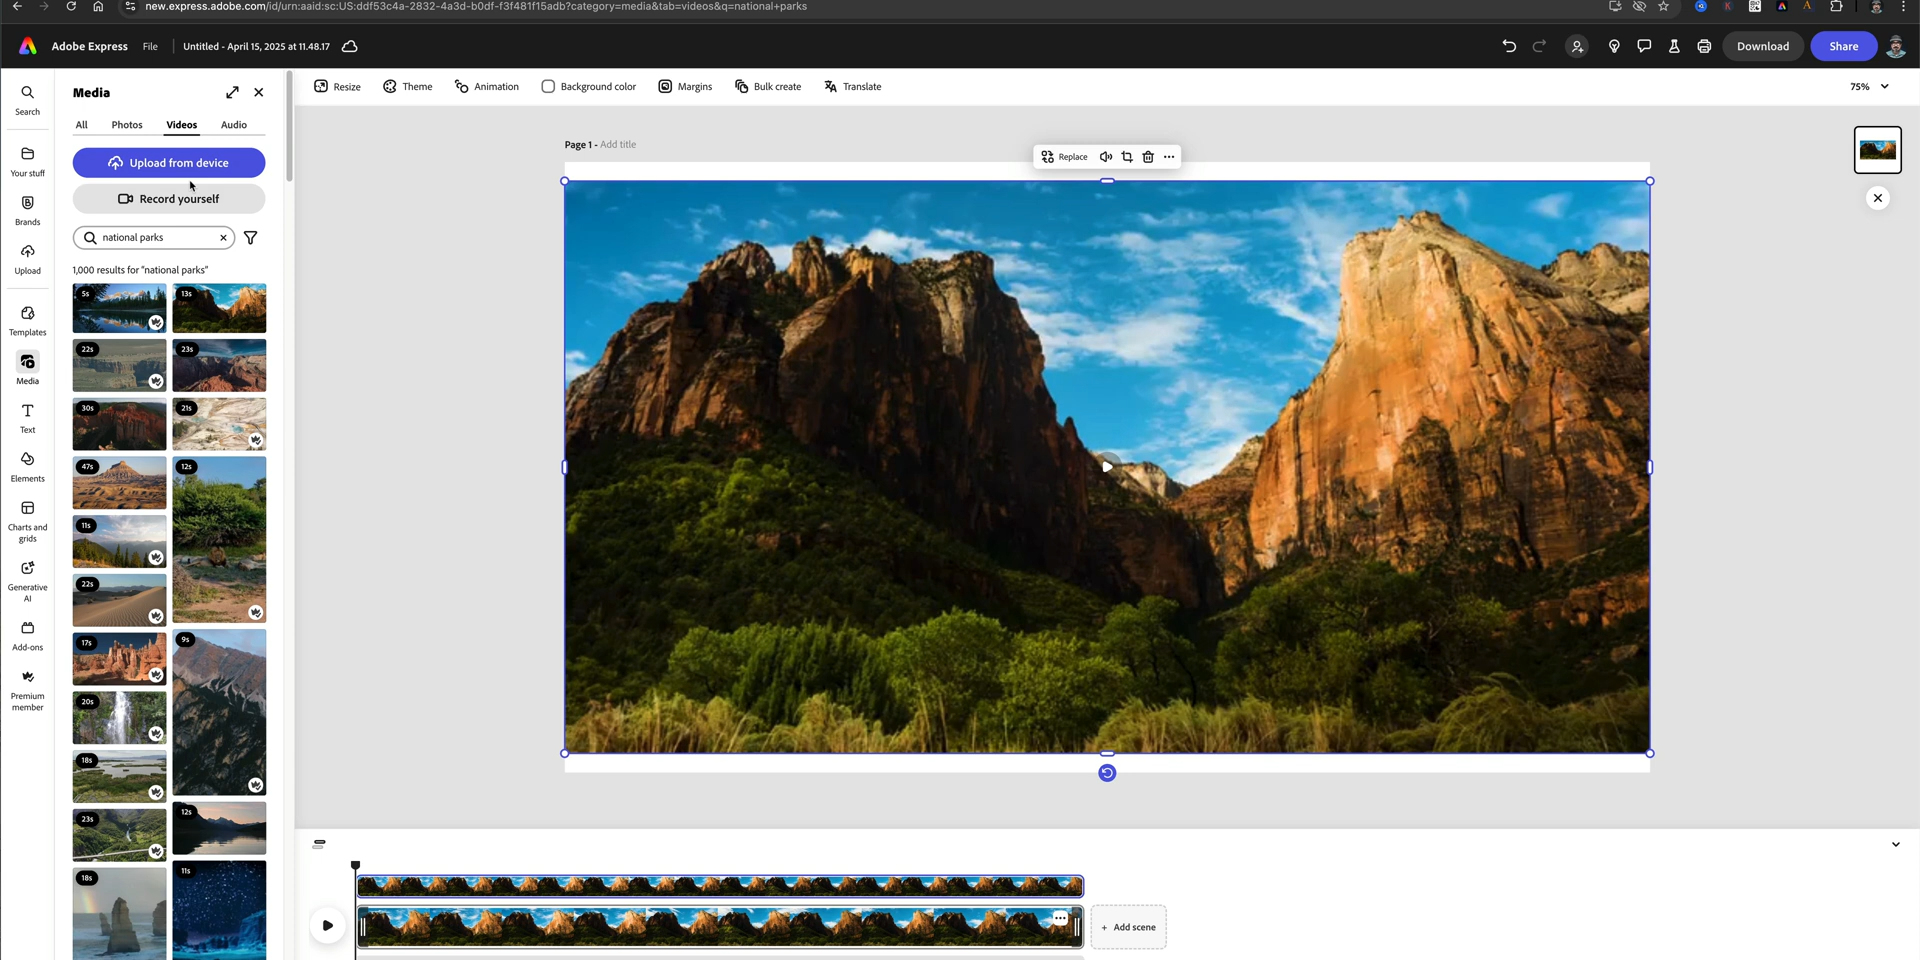 new.express.adobe.com/id/urn:aaid:sc:US:ddf53c4a-2832-4a3d-b0df-f3f481f15adb?category=media&tab=videos&q=national+parks
Adobe Express
File
Untitled - April 15, 2025 at 11.48.17
Download
Share
Search
Your stuff
Brands
Upload
Templates
Media
Text
Elements
Charts and
grids
Generative
AI
Add-ons
Premium
member
Media
All
Photos
Videos
Audio
Upload from device
Record yourself
national parks
1,000 results for "national parks"
5s
13s
22s
23s
30s
21s
47s
12s
11s
22s
17s
9s
20s
18s
23s
12s
18s
11s
Resize
Theme
Animation
Background color
Margins
Bulk create
Translate
75%
Page 1 - Add title
Replace
+ Add scene